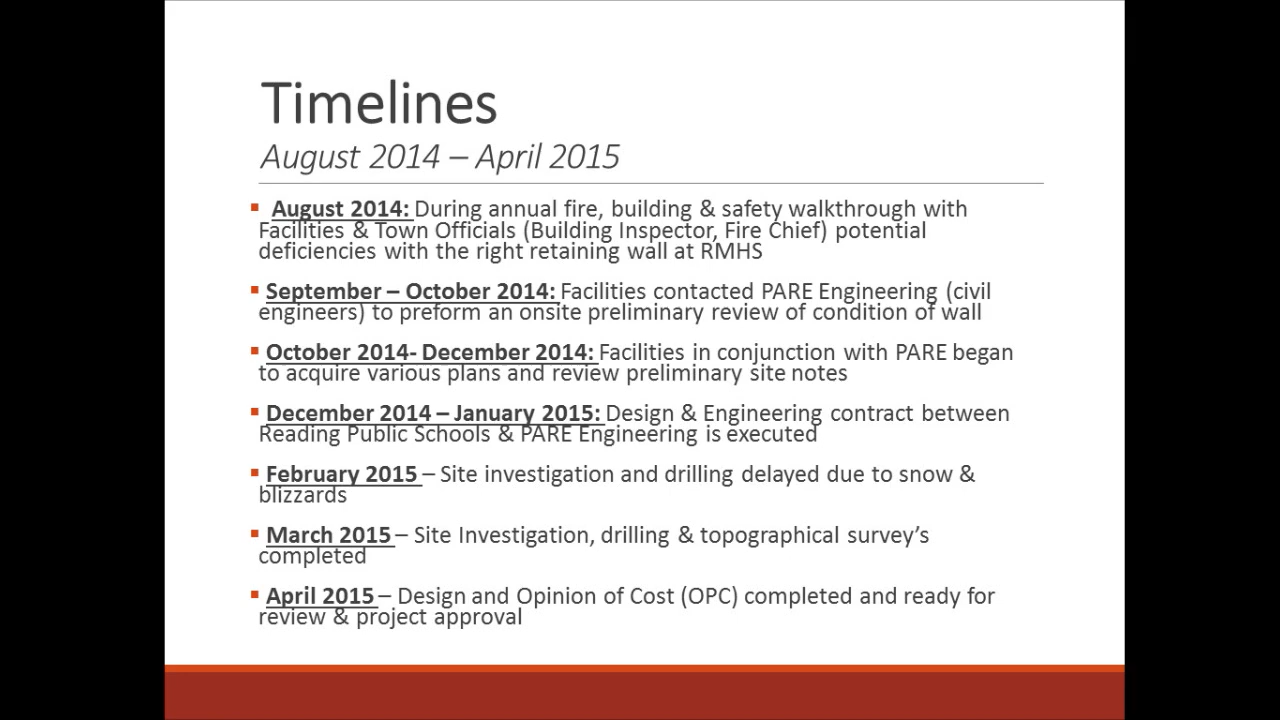 Timelines
August 2014 – April 2015
▪ August 2014: During annual fire, building & safety walkthrough with
Facilities & Town Officials (Building Inspector, Fire Chief) potential
deficiencies with the right retaining wall at RMHS
▪ September – October 2014: Facilities contacted PARE Engineering (civil
engineers) to preform an onsite preliminary review of condition of wall
▪ October 2014- December 2014: Facilities in conjunction with PARE began
to acquire various plans and review preliminary site notes
▪ December 2014 – January 2015: Design & Engineering contract between
Reading Public Schools & PARE Engineering is executed
▪ February 2015 – Site investigation and drilling delayed due to snow &
blizzards
▪ March 2015 – Site Investigation, drilling & topographical survey’s
completed
▪ April 2015 – Design and Opinion of Cost (OPC) completed and ready for
review & project approval